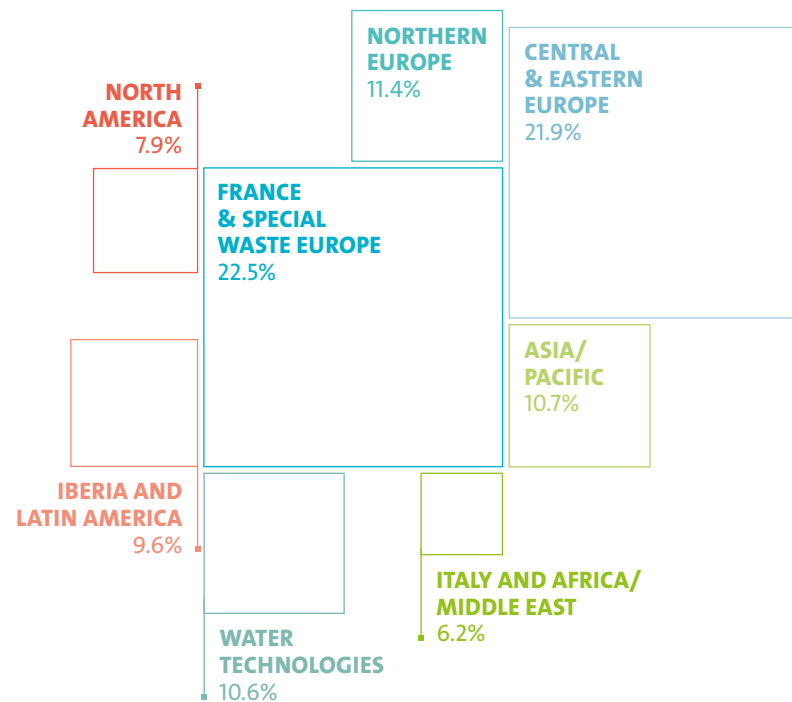 NORTHERN
EUROPE
11.4%
CENTRAL
& EASTERN
EUROPE
21.9%
NORTH
AMERICA
7.9%
FRANCE
& SPECIAL
WASTE EUROPE
22.5%
ASIA/
PACIFIC
10.7%
IBERIA AND
LATIN AMERICA
9.6%
ITALY AND AFRICA/
MIDDLE EAST
6.2%
WATER
TECHNOLOGIES
10.6%